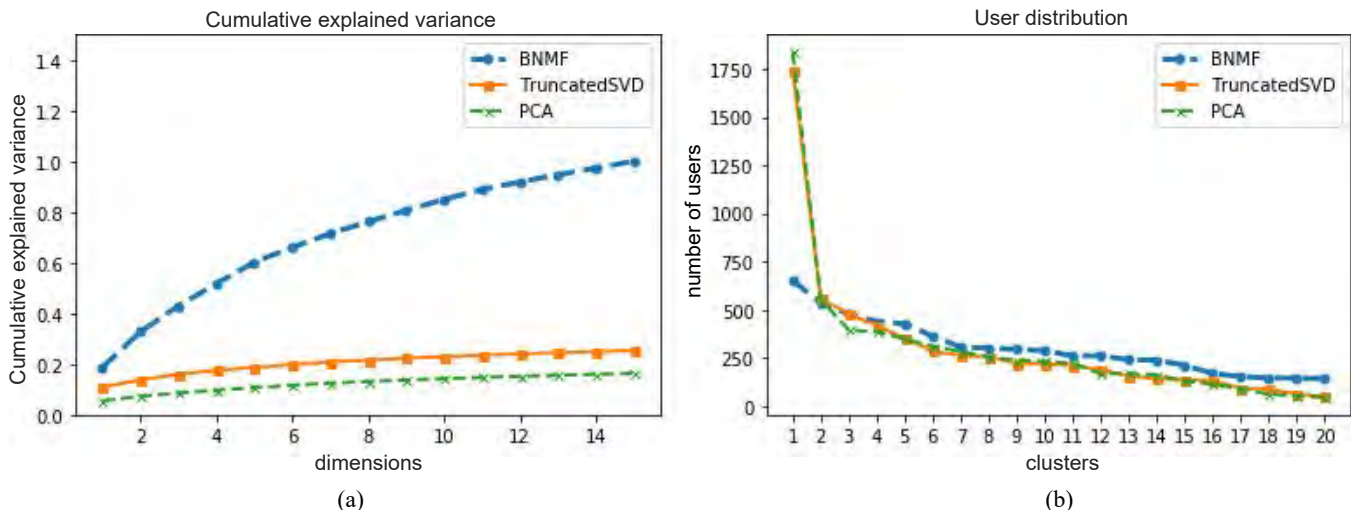 Cumulative explained variance
Cumulative explained variance
1.4
1.2
1.0
0.8
0.6
0.4
0.2
0.0
BNMF
TruncatedSVD
PCA
2 4 6 8 10 12 14
dimensions
(a)
User distribution
number of users
1750
1500
1250
1000
750
500
250
0
BNMF
TruncatedSVD
PCA
1 2 3 4 5 6 7 8 9 10 11 12 13 14 15 16 17 18 19 20
clusters
(b)